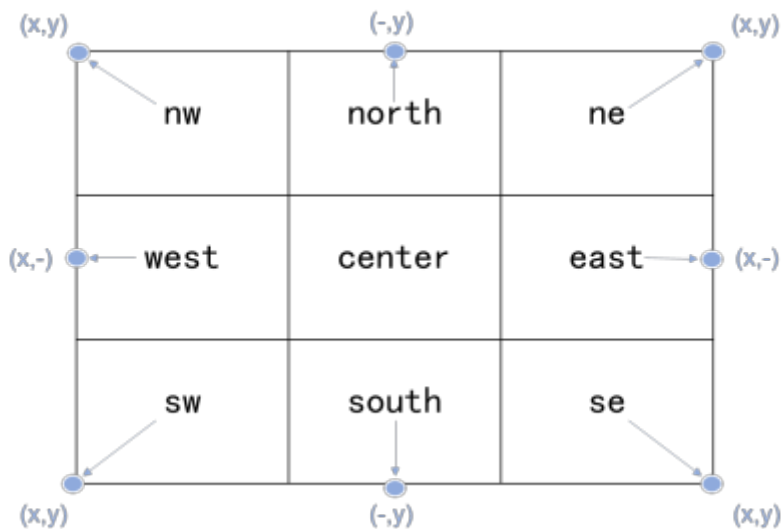 (x,y) (-,y) (x,y)
nw north ne
(x,-) west center east (x,-)
sw south se
(x,y) (-,y) (x,y)